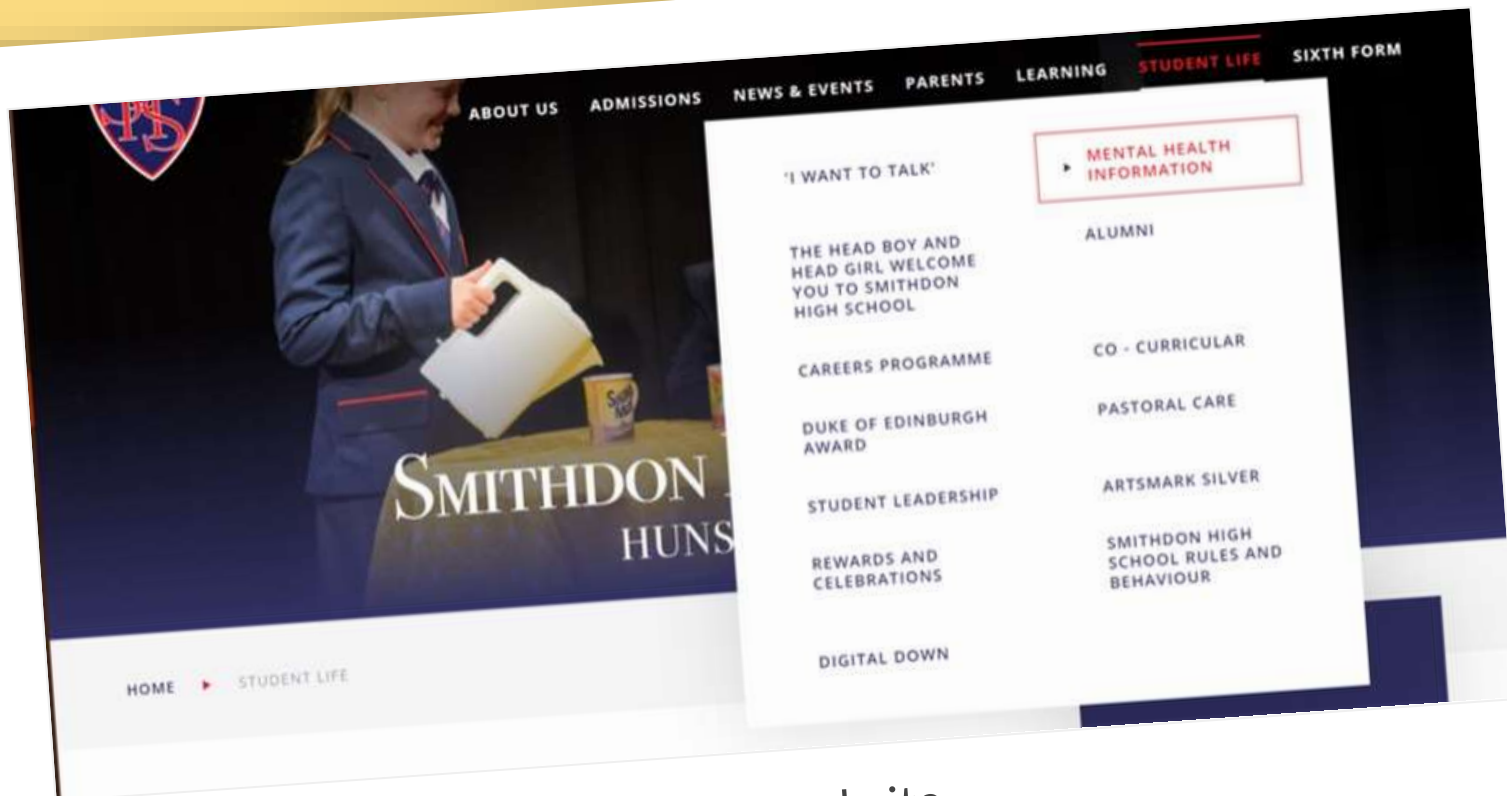 ABOUT US ADMISSIONS NEWS & EVENTS PARENTS LEARNING STUDENT LIFE SIXTH FORM
'I WANT TO TALK'
MENTAL HEALTH
INFORMATION
THE HEAD BOY AND
HEAD GIRL WELCOME
YOU TO SMITHDON
HIGH SCHOOL
ALUMNI
CAREERS PROGRAMME
CO - CURRICULAR
DUKE OF EDINBURGH
AWARD
PASTORAL CARE
STUDENT LEADERSHIP
ARTSMARK SILVER
REWARDS AND
CELEBRATIONS
SMITHDON HIGH
SCHOOL RULES AND
BEHAVIOUR
DIGITAL DOWN
SMITHDON
HUNS
HOME STUDENT LIFE